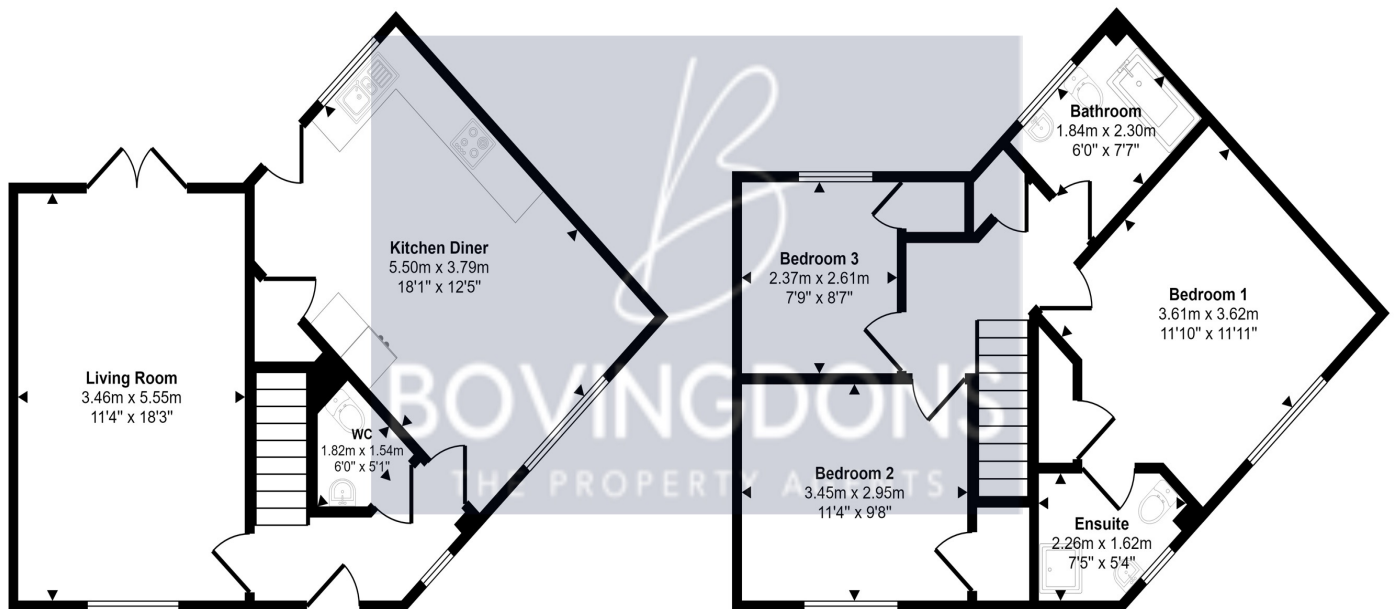 Kitchen Diner
5.50m x 3.79m
18'1" x 12'5"
Living Room
3.46m x 5.55m
11'4" x 18'3"
WC
1.82m x 1.54m
6'0" x 5'1"
Bathroom
1.84m x 2.30m
6'0" x 7'7"
Bedroom 3
2.37m x 2.61m
7'9" x 8'7"
Bedroom 1
3.61m x 3.62m
11'10" x 11'11"
Bedroom 2
3.45m x 2.95m
11'4" x 9'8"
Ensuite
2.26m x 1.62m
7'5" x 5'4"
B
BOVINGDONS
THE PROPERTY AGENTS